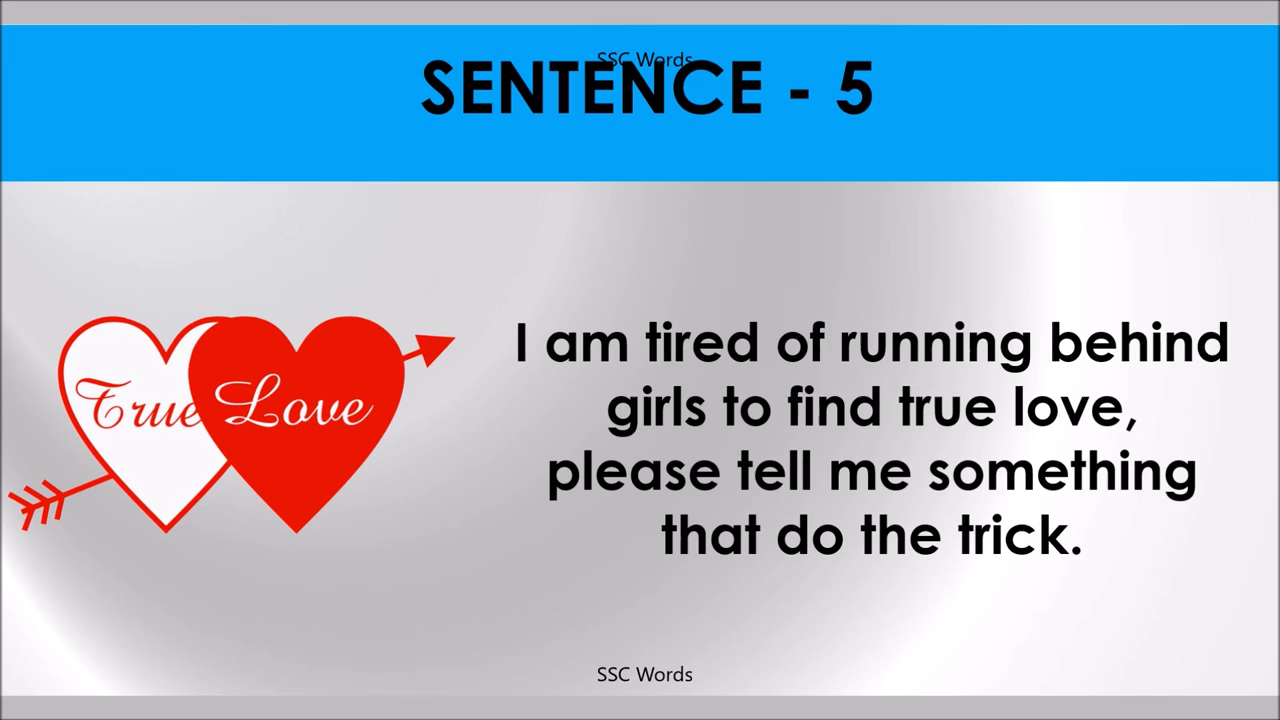 SSC Words
SENTENCE - 5
True Love
I am tired of running behind
girls to find true love,
please tell me something
that do the trick.
SSC Words